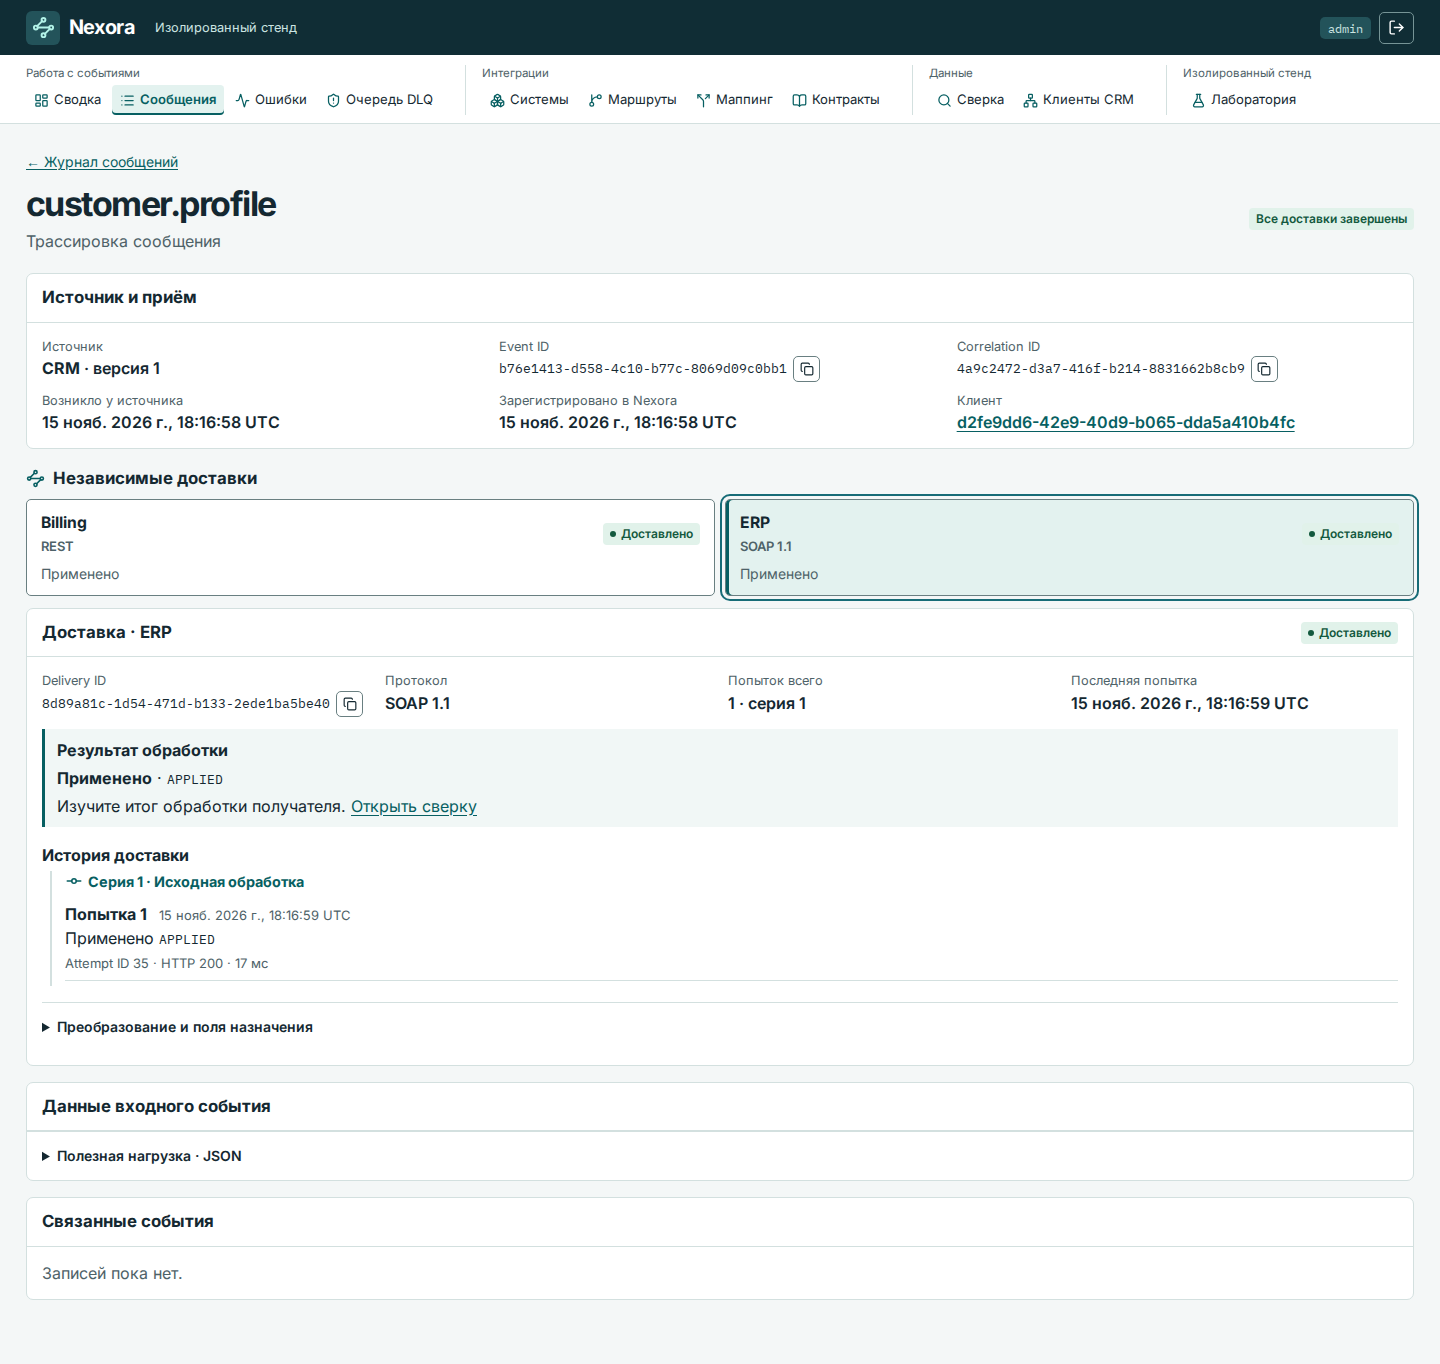 Nexora
Изолированный стенд
admin
Работа с событиями
Сводка
Сообщения
Ошибки
Очередь DLQ
Интеграции
Системы
Маршруты
Маппинг
Контракты
Данные
Сверка
Клиенты CRM
Изолированный стенд
Лаборатория
← Журнал сообщений
customer.profile
Трассировка сообщения
Все доставки завершены
Источник и приём
Источник
CRM · версия 1
Event ID
b76e1413-d558-4c10-b77c-8069d09c0bb1
Correlation ID
4a9c2472-d3a7-416f-b214-8831662b8cb9
Возникло у источника
15 нояб. 2026 г., 18:16:58 UTC
Зарегистрировано в Nexora
15 нояб. 2026 г., 18:16:58 UTC
Клиент
d2fe9dd6-42e9-40d9-b065-dda5a410b4fc
Независимые доставки
Billing
REST
Применено
Доставлено
ERP
SOAP 1.1
Применено
Доставлено
Доставка · ERP
Доставлено
Delivery ID
8d89a81c-1d54-471d-b133-2ede1ba5be40
Протокол
SOAP 1.1
Попыток всего
1 · серия 1
Последняя попытка
15 нояб. 2026 г., 18:16:59 UTC
Результат обработки
Применено · APPLIED
Изучите итог обработки получателя. Открыть сверку
История доставки
Серия 1 · Исходная обработка
Попытка 1 15 нояб. 2026 г., 18:16:59 UTC
Применено APPLIED
Attempt ID 35 · HTTP 200 · 17 мс
Преобразование и поля назначения
Данные входного события
Полезная нагрузка · JSON
Связанные события
Записей пока нет.